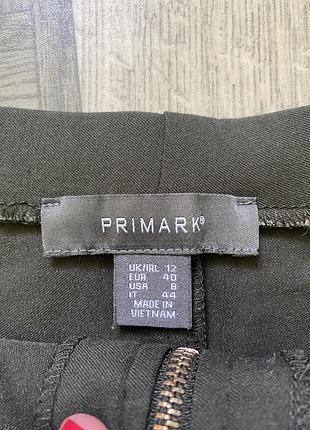 PRIMARK®
UK/IRL 12
EUR 40
USA 8
IT 44
MADE IN
VIETNAM